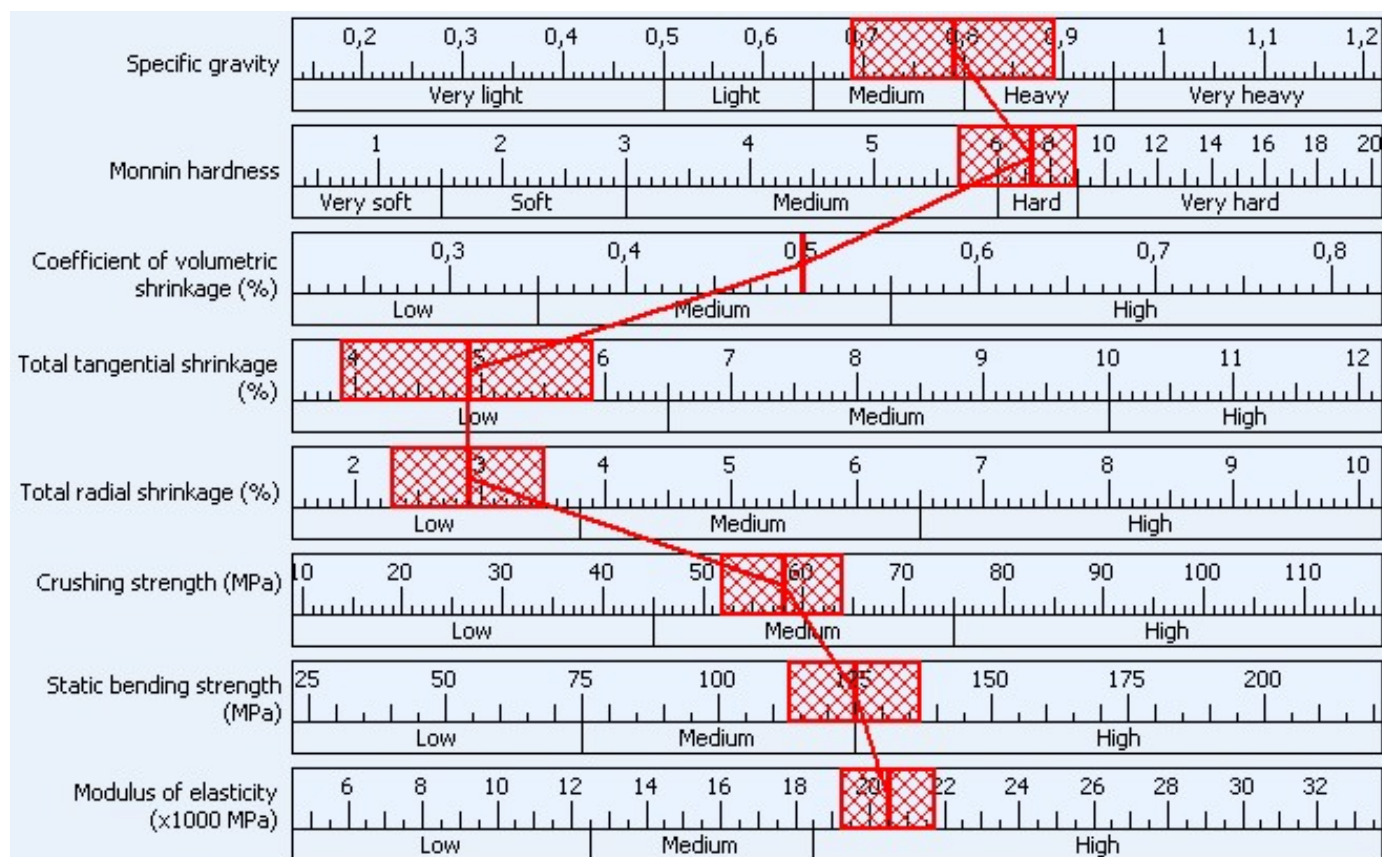 0,2 0,3 0,4 0,5 0,6 0,7 0,8 0,9 1 1,1 1,2
Specific gravity
Very light Light Medium Heavy Very heavy
1 2 3 4 5 6 8 10 12 14 16 18 20
Monnin hardness
Very soft Soft Medium Hard Very hard
0,3 0,4 0,5 0,6 0,7 0,8
Coefficient of volumetric
shrinkage (%)
Low Medium High
4 5 6 7 8 9 10 11 12
Total tangential shrinkage
(%)
Low Medium High
2 3 4 5 6 7 8 9 10
Total radial shrinkage (%)
Low Medium High
10 20 30 40 50 60 70 80 90 100 110
Crushing strength (MPa)
Low Medium High
25 50 75 100 125 150 175 200
Static bending strength
(MPa)
Low Medium High
6 8 10 12 14 16 18 20 22 24 26 28 30 32
Modulus of elasticity
(x1000 MPa)
Low Medium High